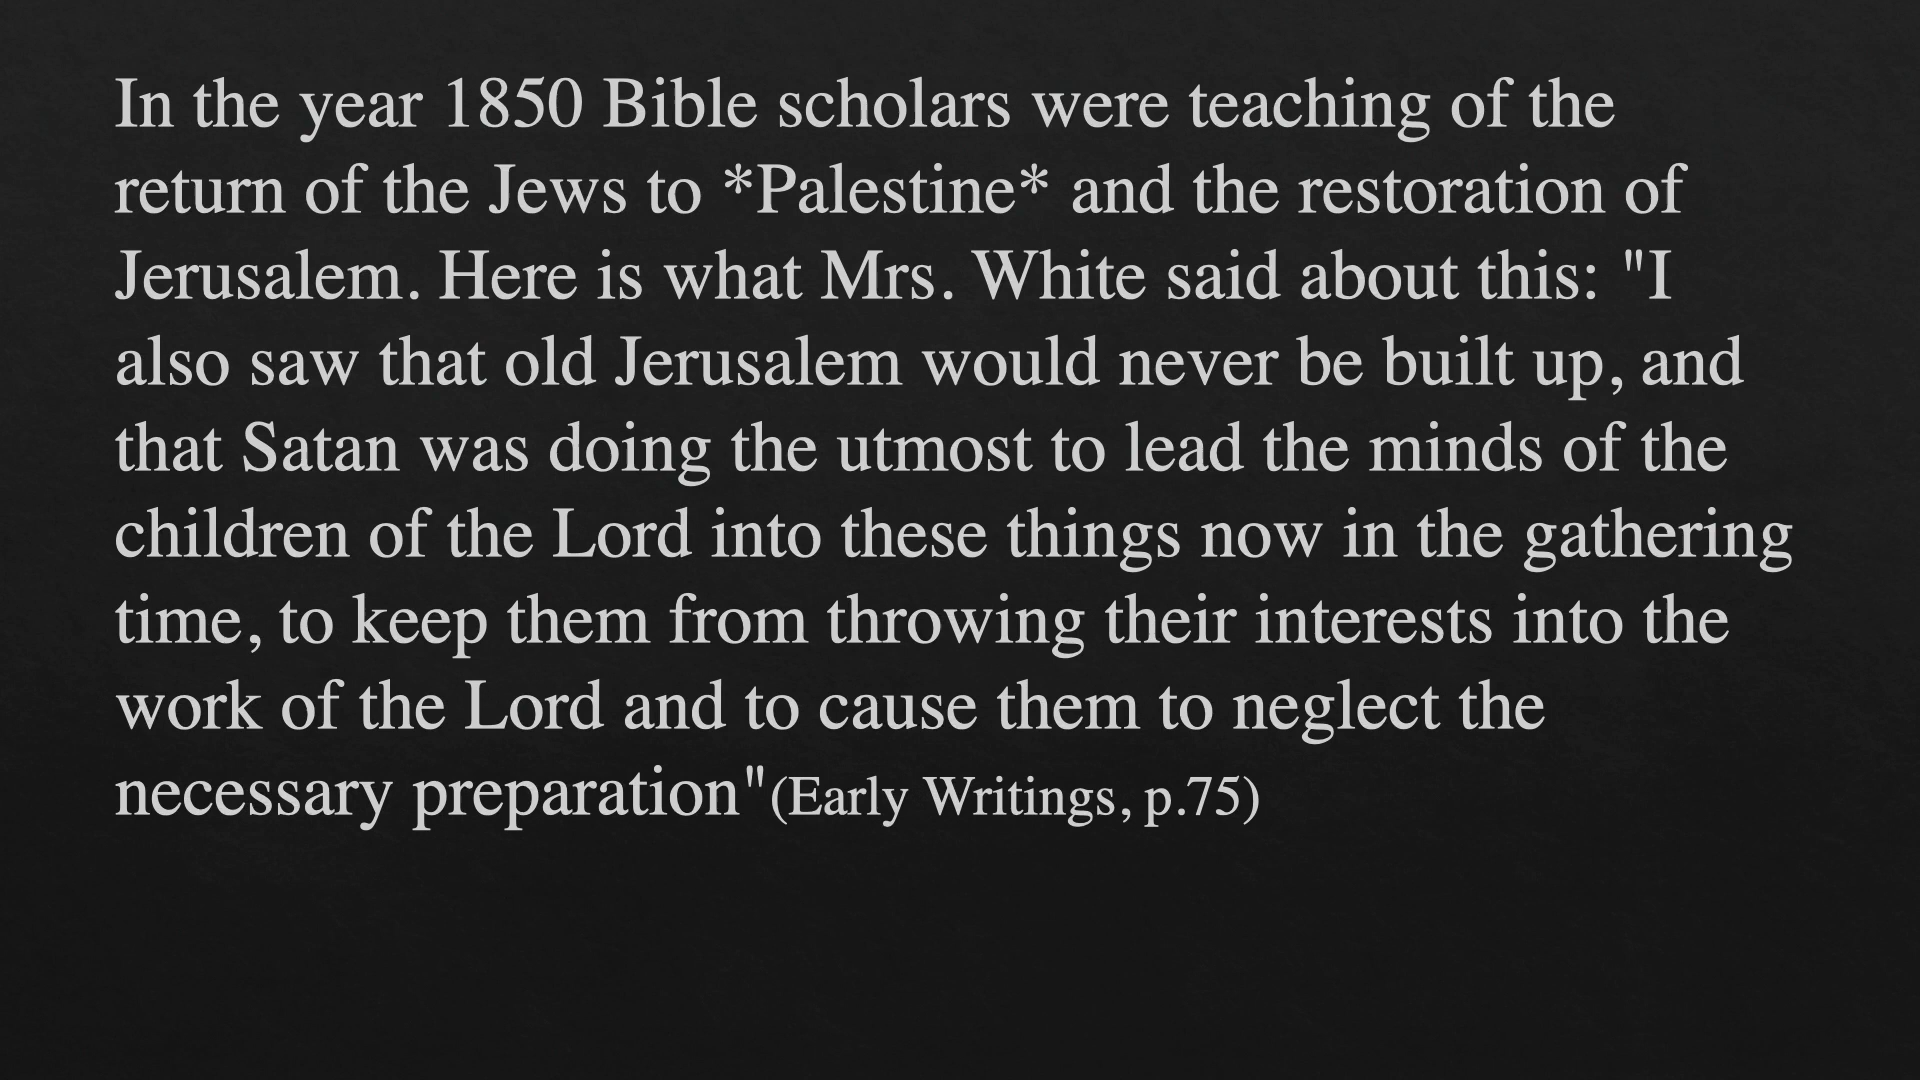 In the year 1850 Bible scholars were teaching of the
return of the Jews to *Palestine* and the restoration of
Jerusalem. Here is what Mrs. White said about this: "I
also saw that old Jerusalem would never be built up, and
that Satan was doing the utmost to lead the minds of the
children of the Lord into these things now in the gathering
time, to keep them from throwing their interests into the
work of the Lord and to cause them to neglect the
necessary preparation"(Early Writings, p.75)